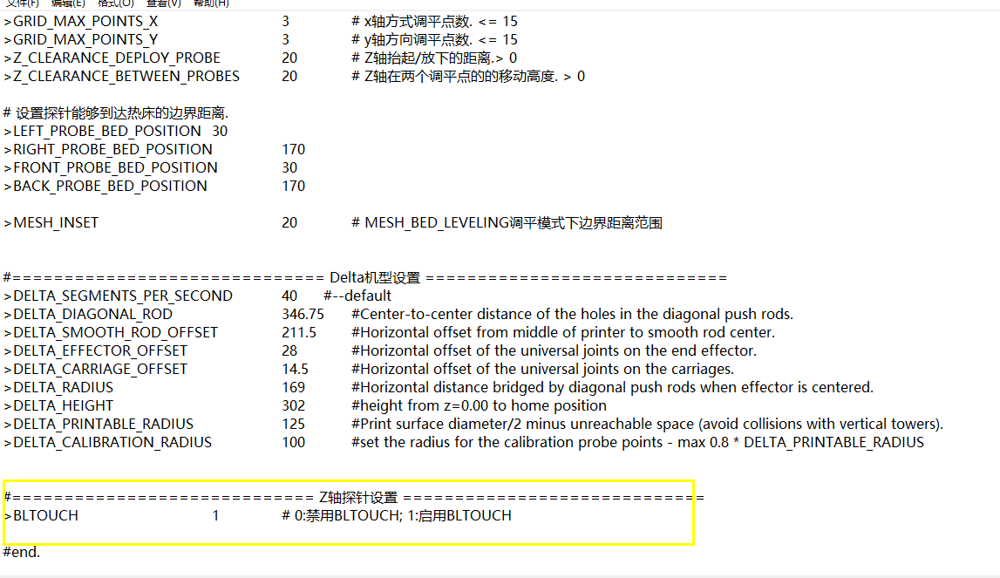 文件(F) 编辑(E) 格式(O) 查看(V) 帮助(H)
>GRID_MAX_POINTS_X 3 # x轴方式调平点数. <= 15
>GRID_MAX_POINTS_Y 3 # y轴方向调平点数. <= 15
>Z_CLEARANCE_DEPLOY_PROBE 20 # Z轴抬起/放下的距离.> 0
>Z_CLEARANCE_BETWEEN_PROBES 20 # Z轴在两个调平点的的移动高度. > 0
# 设置探针能够到达热床的边界距离.
>LEFT_PROBE_BED_POSITION 30
>RIGHT_PROBE_BED_POSITION 170
>FRONT_PROBE_BED_POSITION 30
>BACK_PROBE_BED_POSITION 170
>MESH_INSET 20 # MESH_BED_LEVELING调平模式下边界距离范围
#============================== Delta机型设置 =============================
>DELTA_SEGMENTS_PER_SECOND 40 #--default
>DELTA_DIAGONAL_ROD 346.75 #Center-to-center distance of the holes in the diagonal push rods.
>DELTA_SMOOTH_ROD_OFFSET 211.5 #Horizontal offset from middle of printer to smooth rod center.
>DELTA_EFFECTOR_OFFSET 28 #Horizontal offset of the universal joints on the end effector.
>DELTA_CARRIAGE_OFFSET 14.5 #Horizontal offset of the universal joints on the carriages.
>DELTA_RADIUS 169 #Horizontal distance bridged by diagonal push rods when effector is centered.
>DELTA_HEIGHT 302 #height from z=0.00 to home position
>DELTA_PRINTABLE_RADIUS 125 #Print surface diameter/2 minus unreachable space (avoid collisions with vertical towers).
>DELTA_CALIBRATION_RADIUS 100 #set the radius for the calibration probe points - max 0.8 * DELTA_PRINTABLE_RADIUS
#============================= Z轴探针设置 =============================
>BLTOUCH 1 # 0:禁用BLTOUCH; 1:启用BLTOUCH
#end.